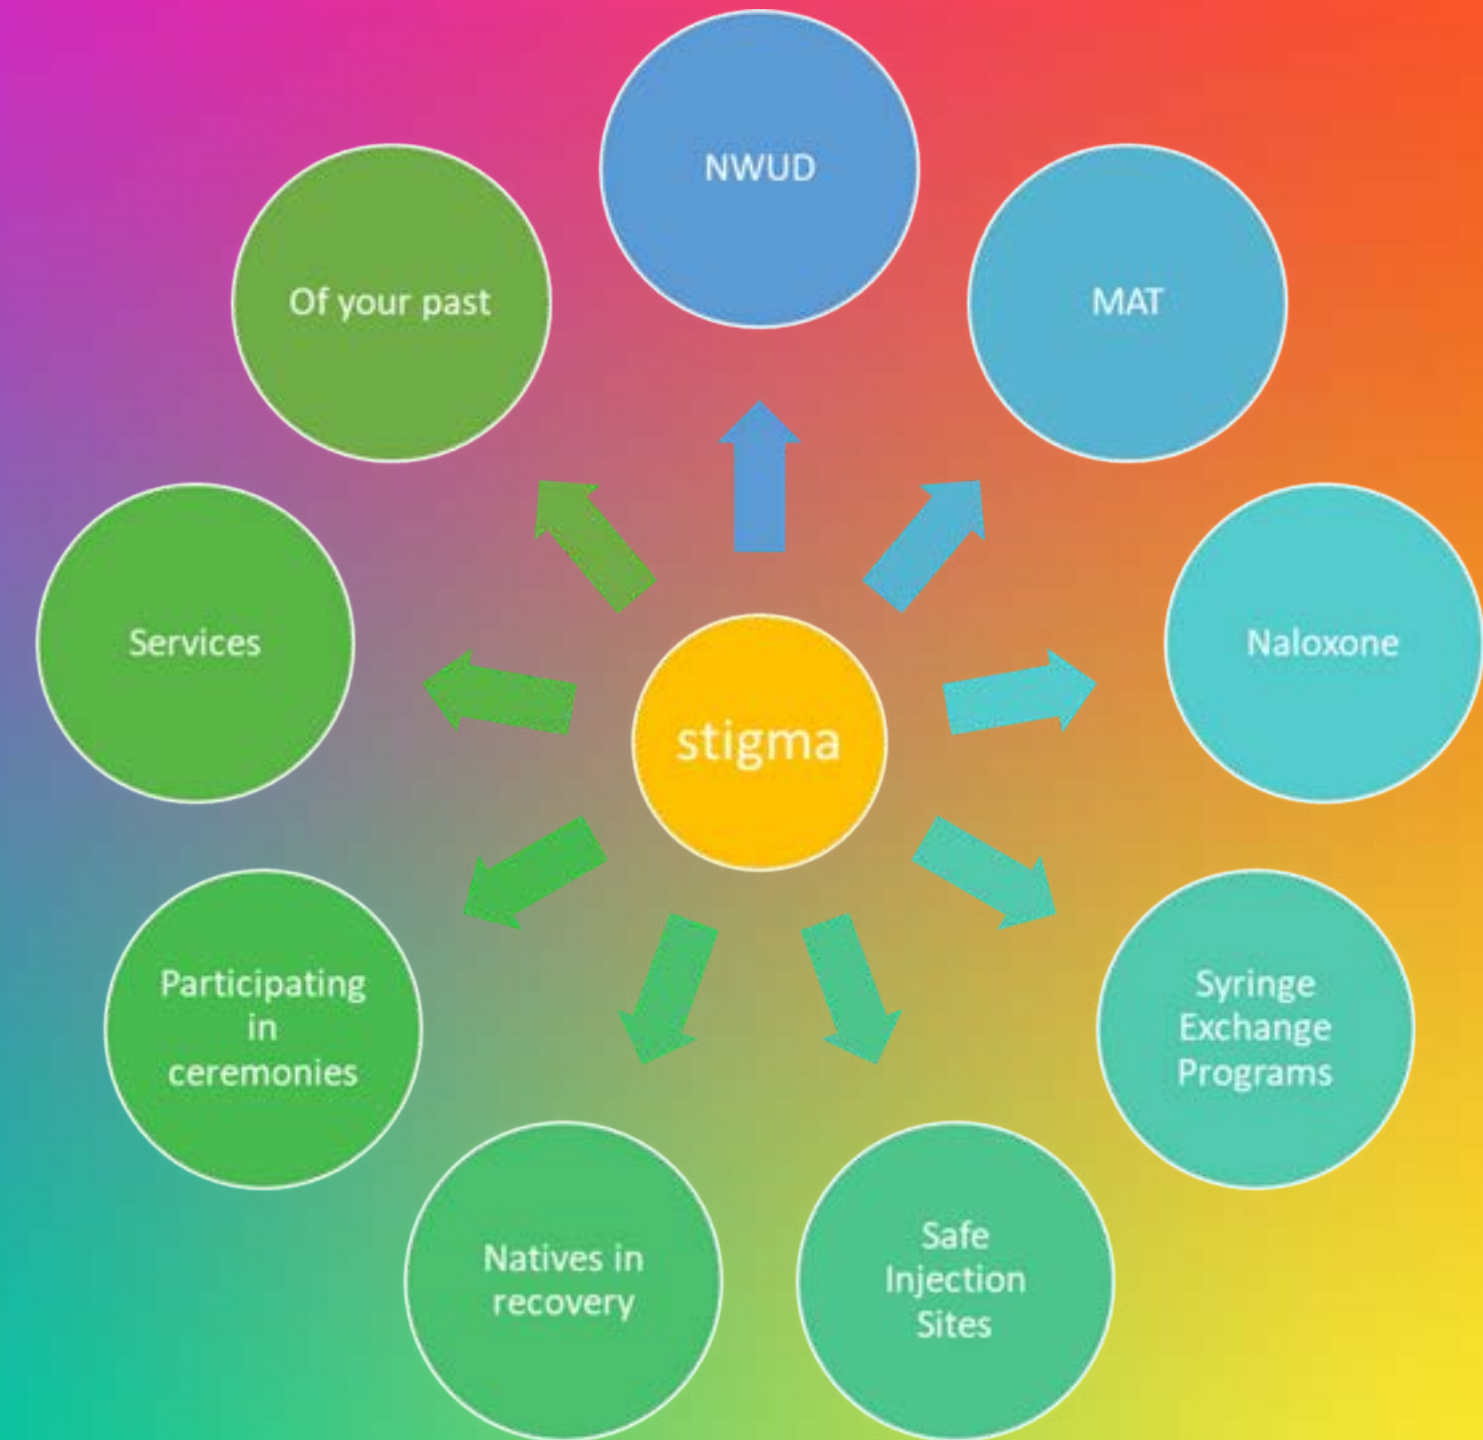 NWUD
MAT
Naloxone
Syringe
Exchange
Programs
Safe
Injection
Sites
Natives in
recovery
Participating
in
ceremonies
Services
Of your past
stigma